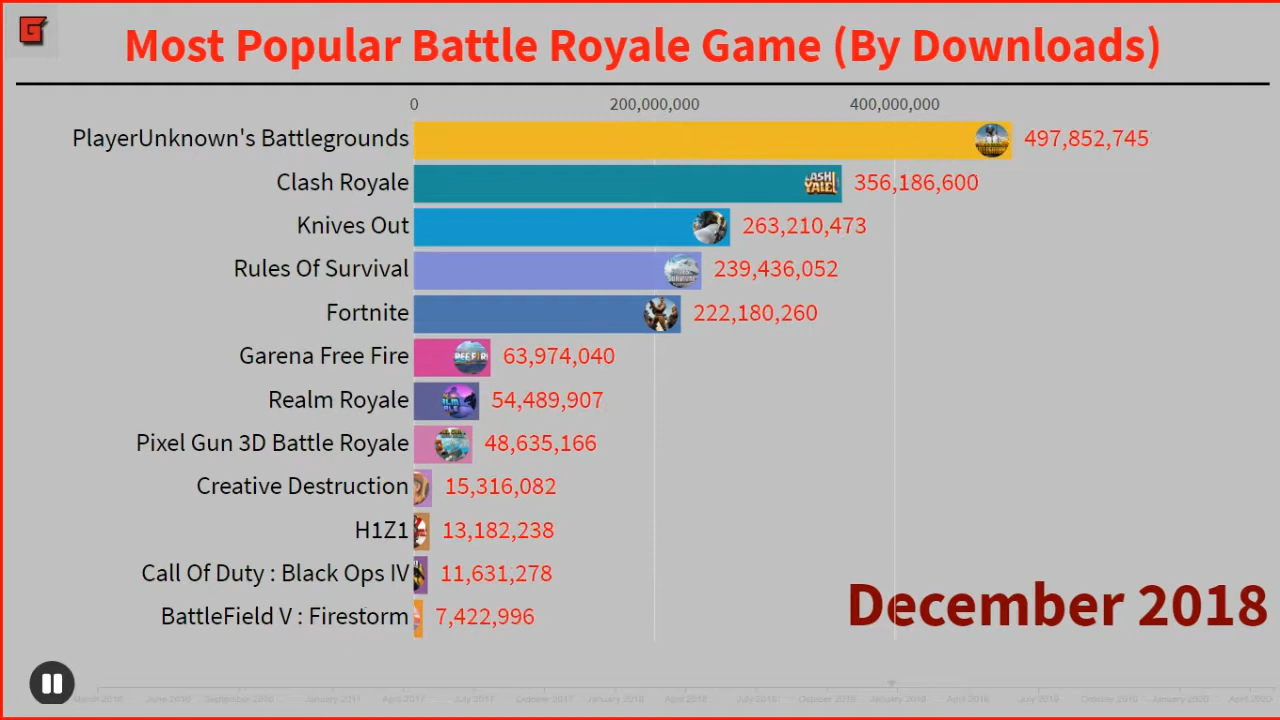 Most Popular Battle Royale Game (By Downloads)
0 200,000,000 400,000,000
PlayerUnknown's Battlegrounds 497,852,745
Clash Royale 356,186,600
Knives Out 263,210,473
Rules Of Survival 239,436,052
Fortnite 222,180,260
Garena Free Fire 63,974,040
Realm Royale 54,489,907
Pixel Gun 3D Battle Royale 48,635,166
Creative Destruction 15,316,082
H1Z1 13,182,238
Call Of Duty : Black Ops IV 11,631,278
BattleField V : Firestorm 7,422,996
December 2018